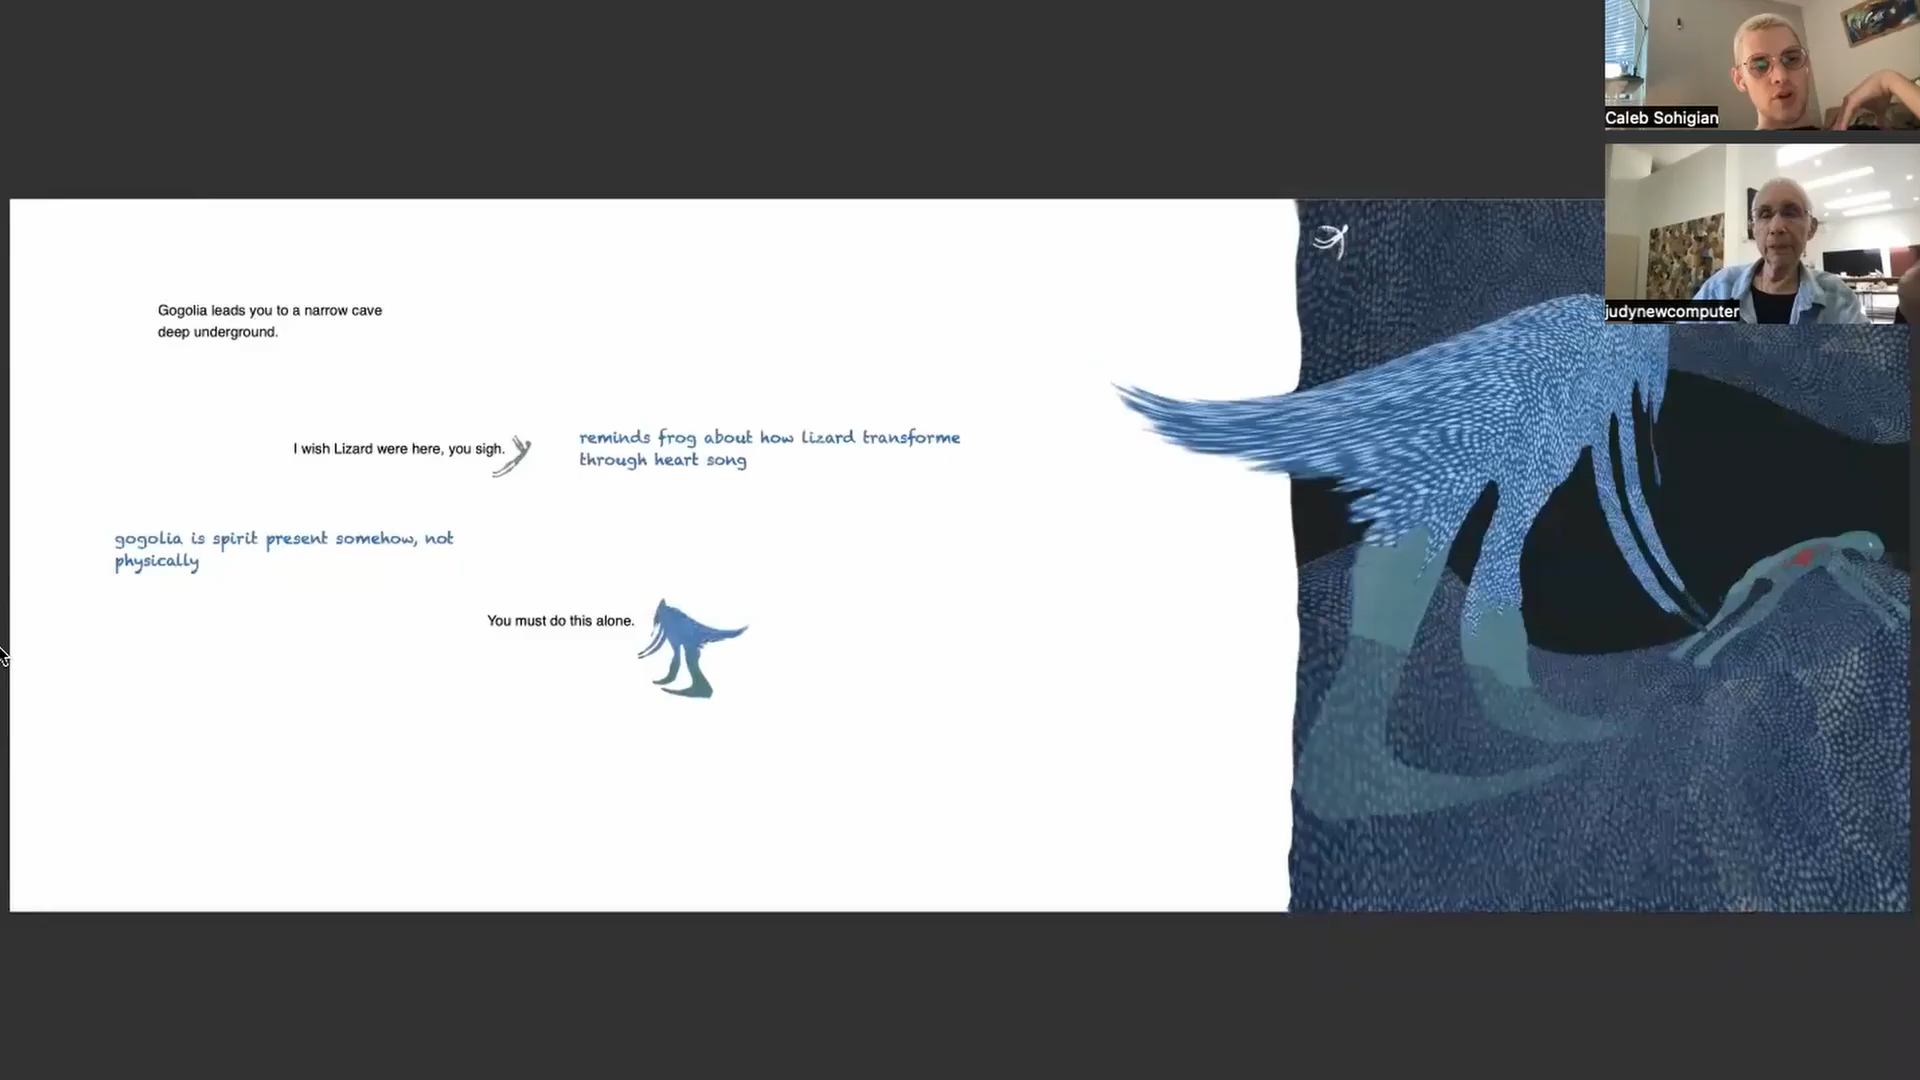 Caleb Sohigian
judynewcomputer
Gogolia leads you to a narrow cave
deep underground.
I wish Lizard were here, you sigh.
reminds frog about how lizard transforme
through heart song
gogolia is spirit present somehow, not
physically
You must do this alone.